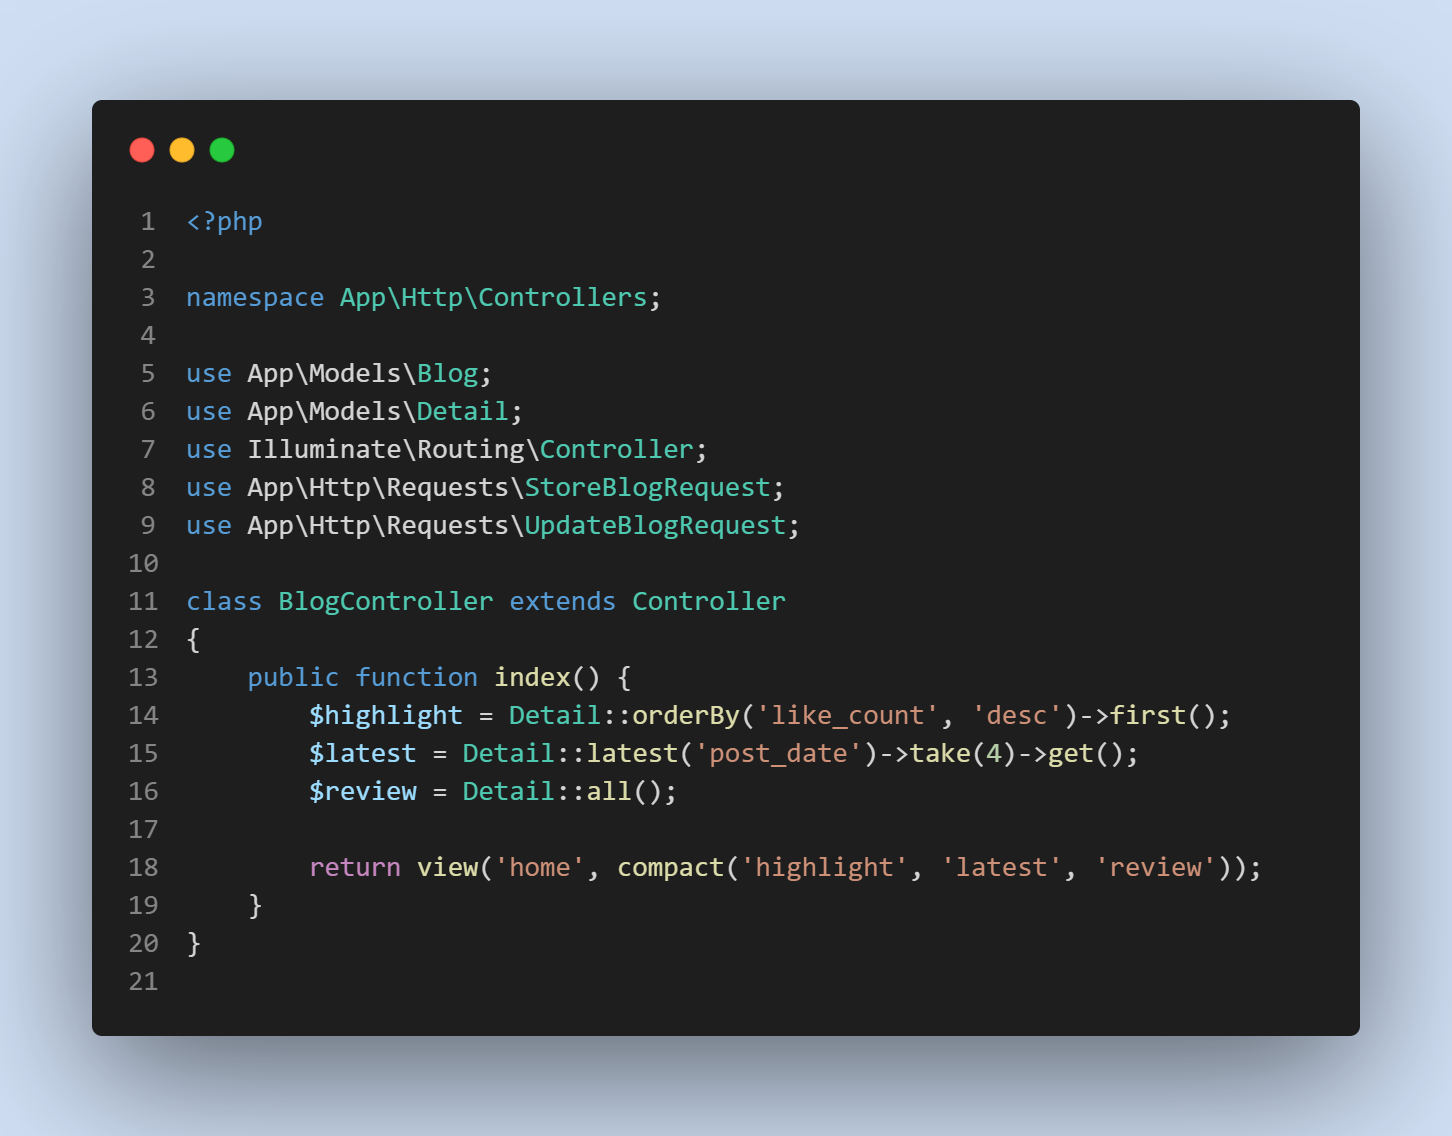 1 <?php
2
3 namespace App\Http\Controllers;
4
5 use App\Models\Blog;
6 use App\Models\Detail;
7 use Illuminate\Routing\Controller;
8 use App\Http\Requests\StoreBlogRequest;
9 use App\Http\Requests\UpdateBlogRequest;
10
11 class BlogController extends Controller
12 {
13     public function index() {
14         $highlight = Detail::orderBy('like_count', 'desc')->first();
15         $latest = Detail::latest('post_date')->take(4)->get();
16         $review = Detail::all();
17
18         return view('home', compact('highlight', 'latest', 'review'));
19     }
20 }
21